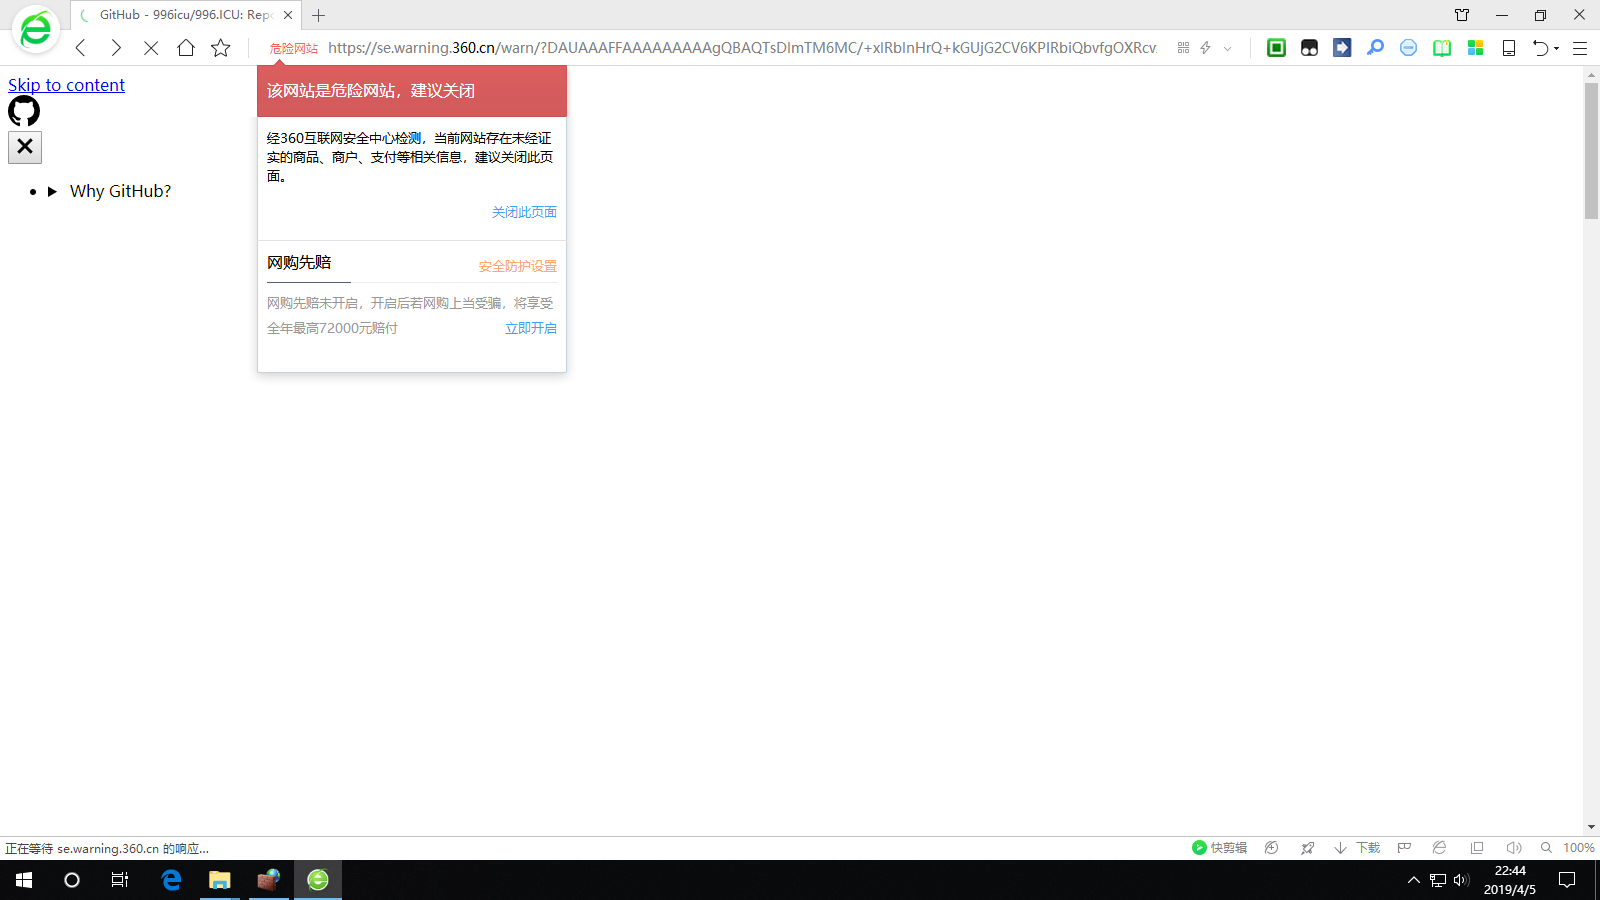 GitHub - 996icu/996.ICU: Repo
危险网站 https://se.warning.360.cn/warn/?DAUAAAFFAAAAAAAAAgQBAQTsDlmTM6MC/+xlRblnHrQ+kGUjG2CV6KPIRbiQbvfgOXRcv
Skip to content
Why GitHub?
该网站是危险网站，建议关闭
经360互联网安全中心检测，当前网站存在未经证
实的商品、商户、支付等相关信息，建议关闭此页
面。
关闭此页面
网购先赔 安全防护设置
网购先赔未开启，开启后若网购上当受骗，将享受
全年最高72000元赔付 立即开启
正在等待 se.warning.360.cn 的响应... 快剪辑 下载 100%
22:44
2019/4/5